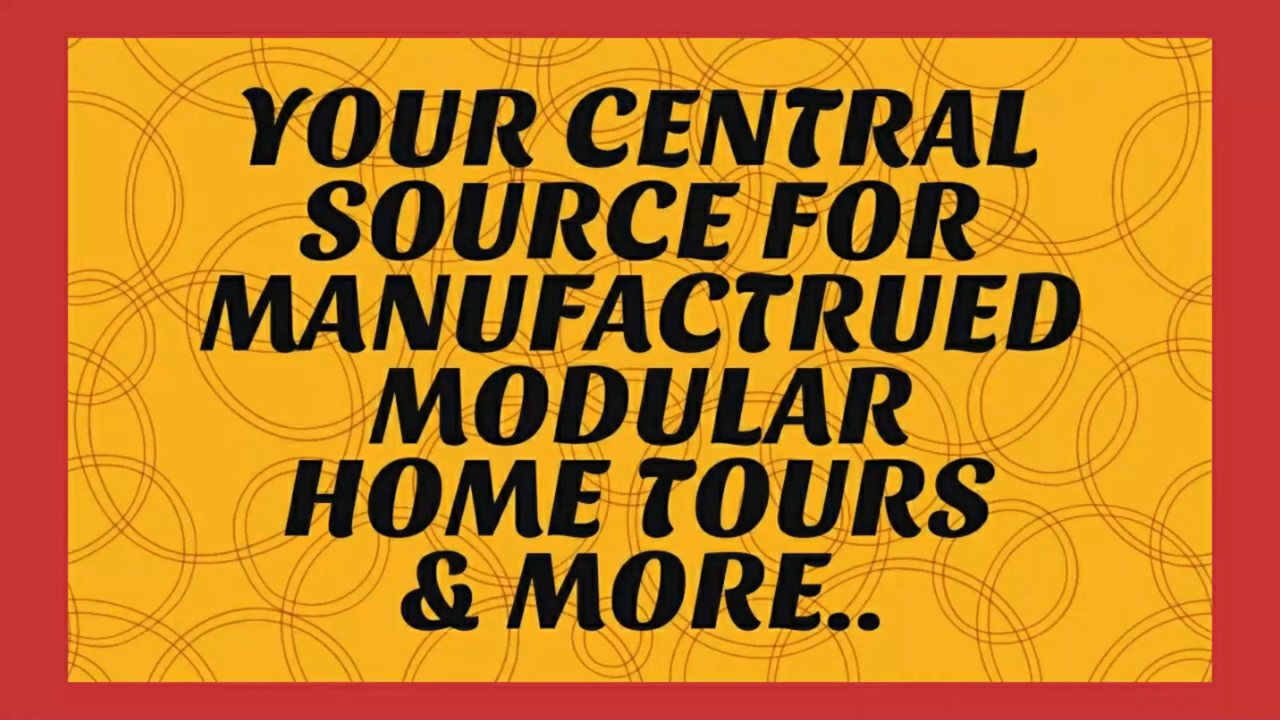 YOUR CENTRAL
SOURCE FOR
MANUFACTRUED
MODULAR
HOME TOURS
& MORE..